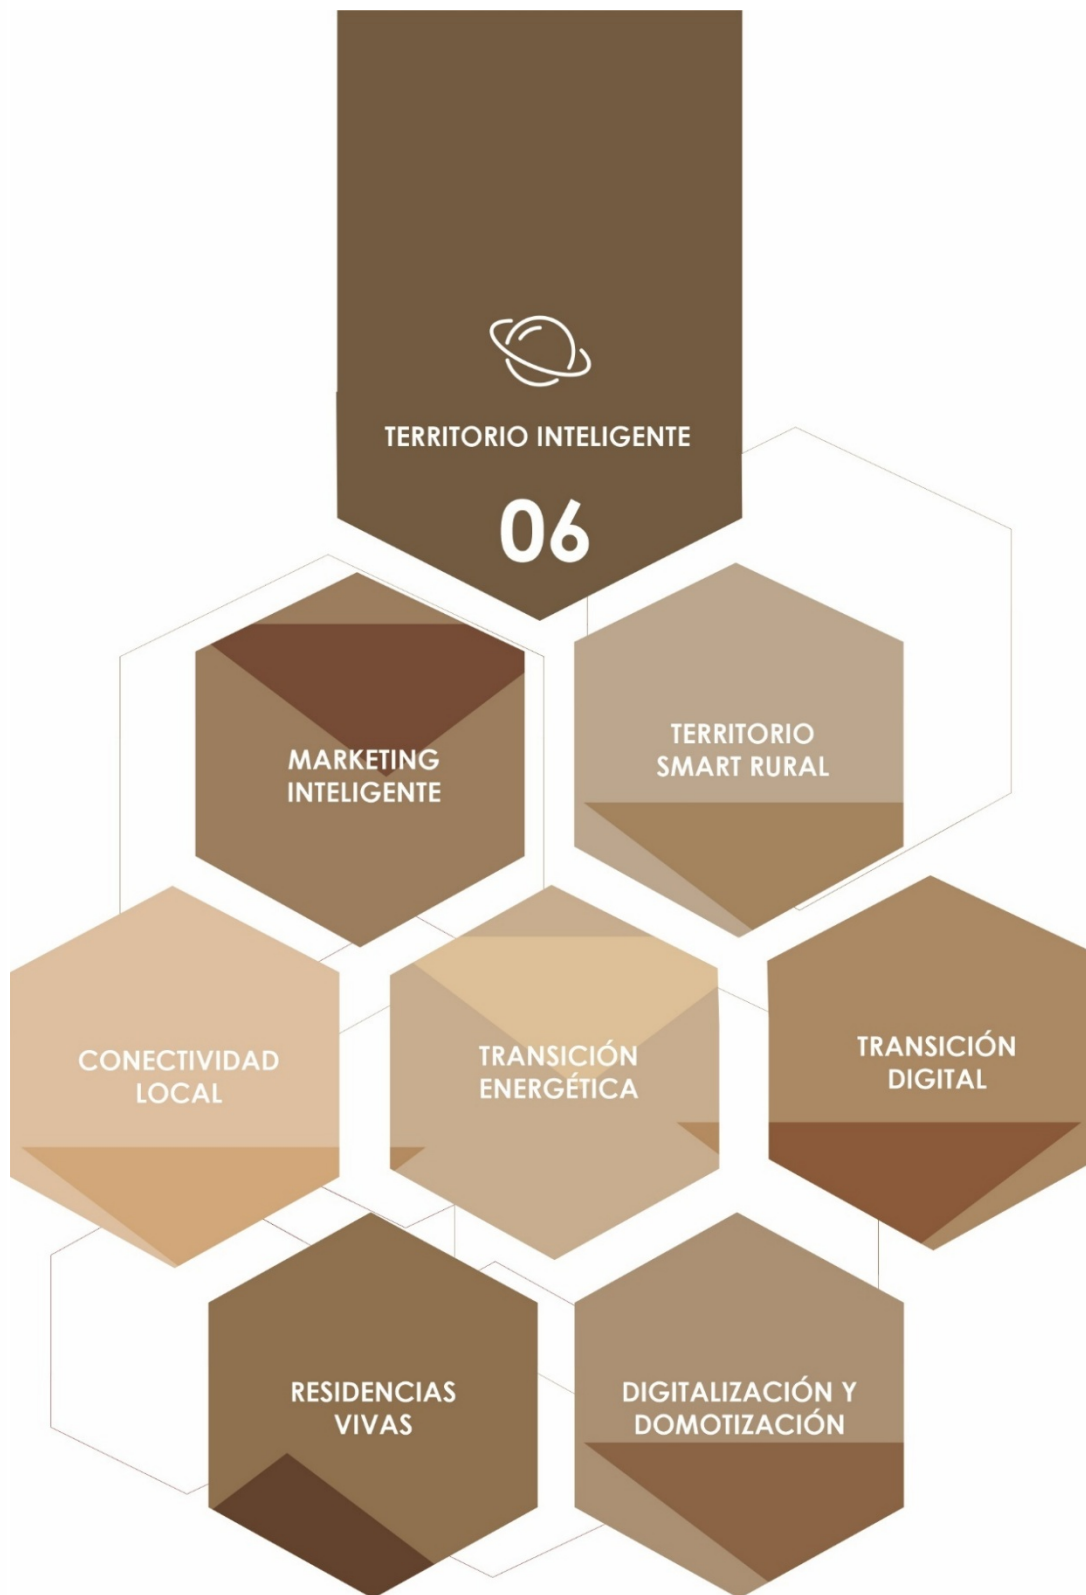 TERRITORIO INTELIGENTE
06
MARKETING
INTELIGENTE
TERRITORIO
SMART RURAL
CONECTIVIDAD
LOCAL
TRANSICIÓN
ENERGÉTICA
TRANSICIÓN
DIGITAL
RESIDENCIAS
VIVAS
DIGITALIZACIÓN Y
DOMOTIZACIÓN